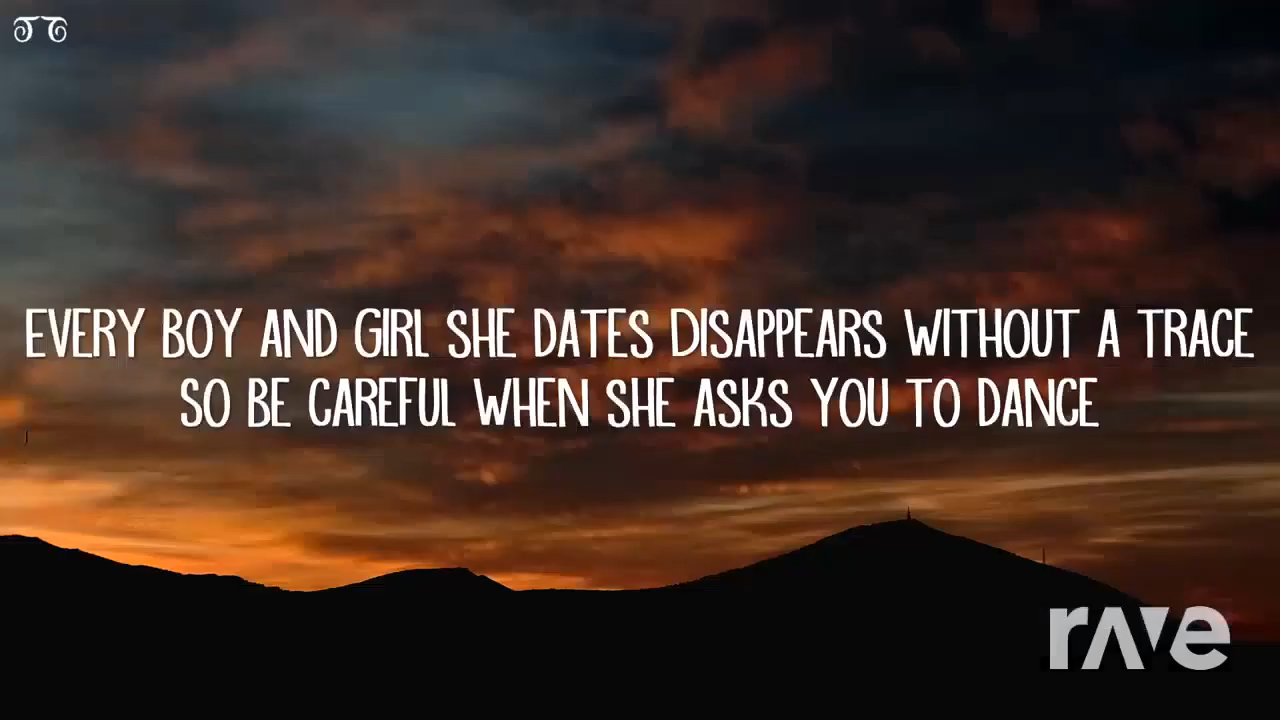 EVERY BOY AND GIRL SHE DATES DISAPPEARS WITHOUT A TRACE
SO BE CAREFUL WHEN SHE ASKS YOU TO DANCE
rave